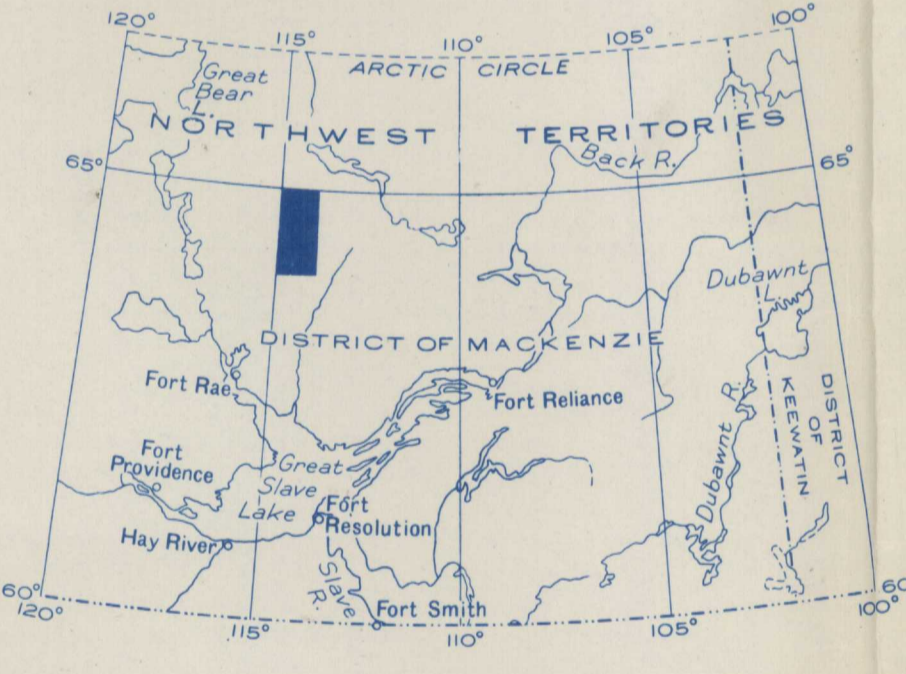 120°
115°
110°
105°
100°
ARCTIC CIRCLE
Great
Bear
L.
NORTHWEST TERRITORIES
Back R.
65°
65°
Dubawnt
L.
DISTRICT OF MACKENZIE
Fort Rae
Fort Reliance
DISTRICT
OF
KEEWATIN
Dubawnt R.
Fort
Providence
Great
Slave
Lake
Fort
Resolution
Hay River
Slave
R.
Fort Smith
60°
120°
115°
110°
105°
100°
60